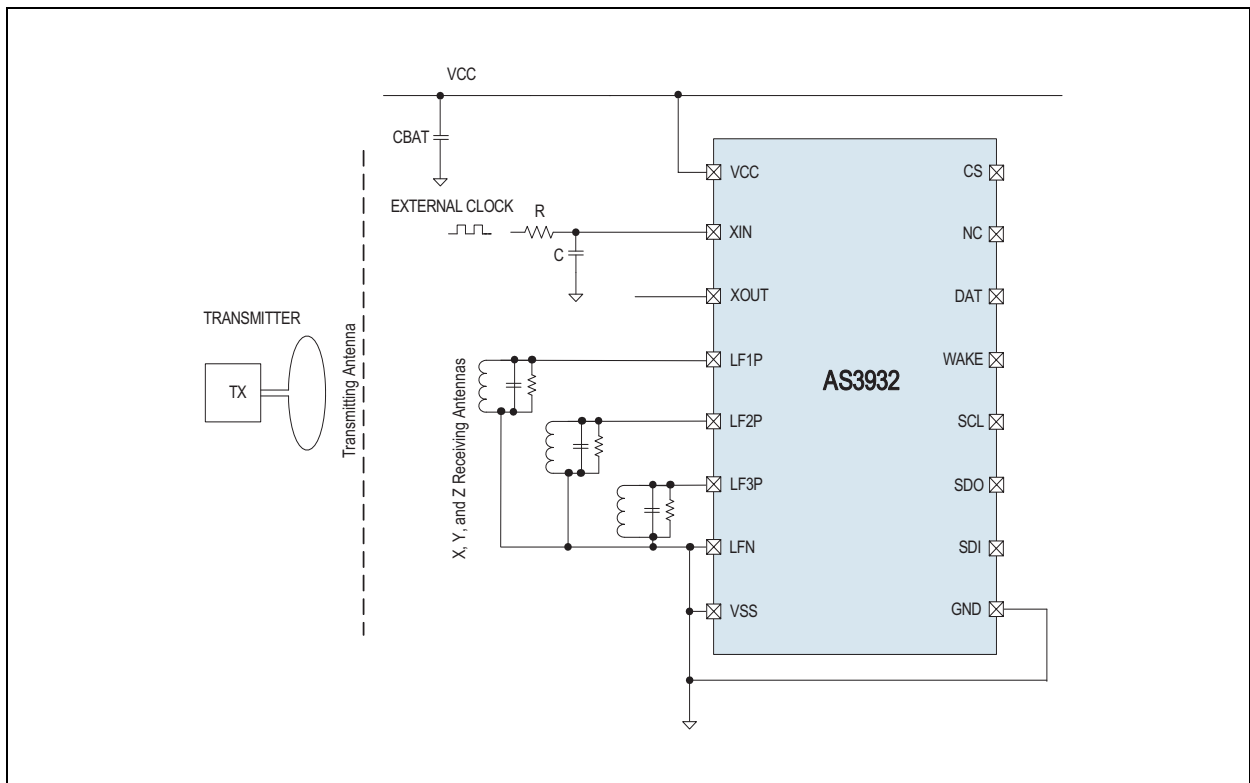 VCC
CBAT
EXTERNAL CLOCK
R
C
TRANSMITTER
TX
Transmitting Antenna
X, Y, and Z Receiving Antennas
VCC
XIN
XOUT
LF1P
LF2P
LF3P
LFN
VSS
AS3932
CS
NC
DAT
WAKE
SCL
SDO
SDI
GND